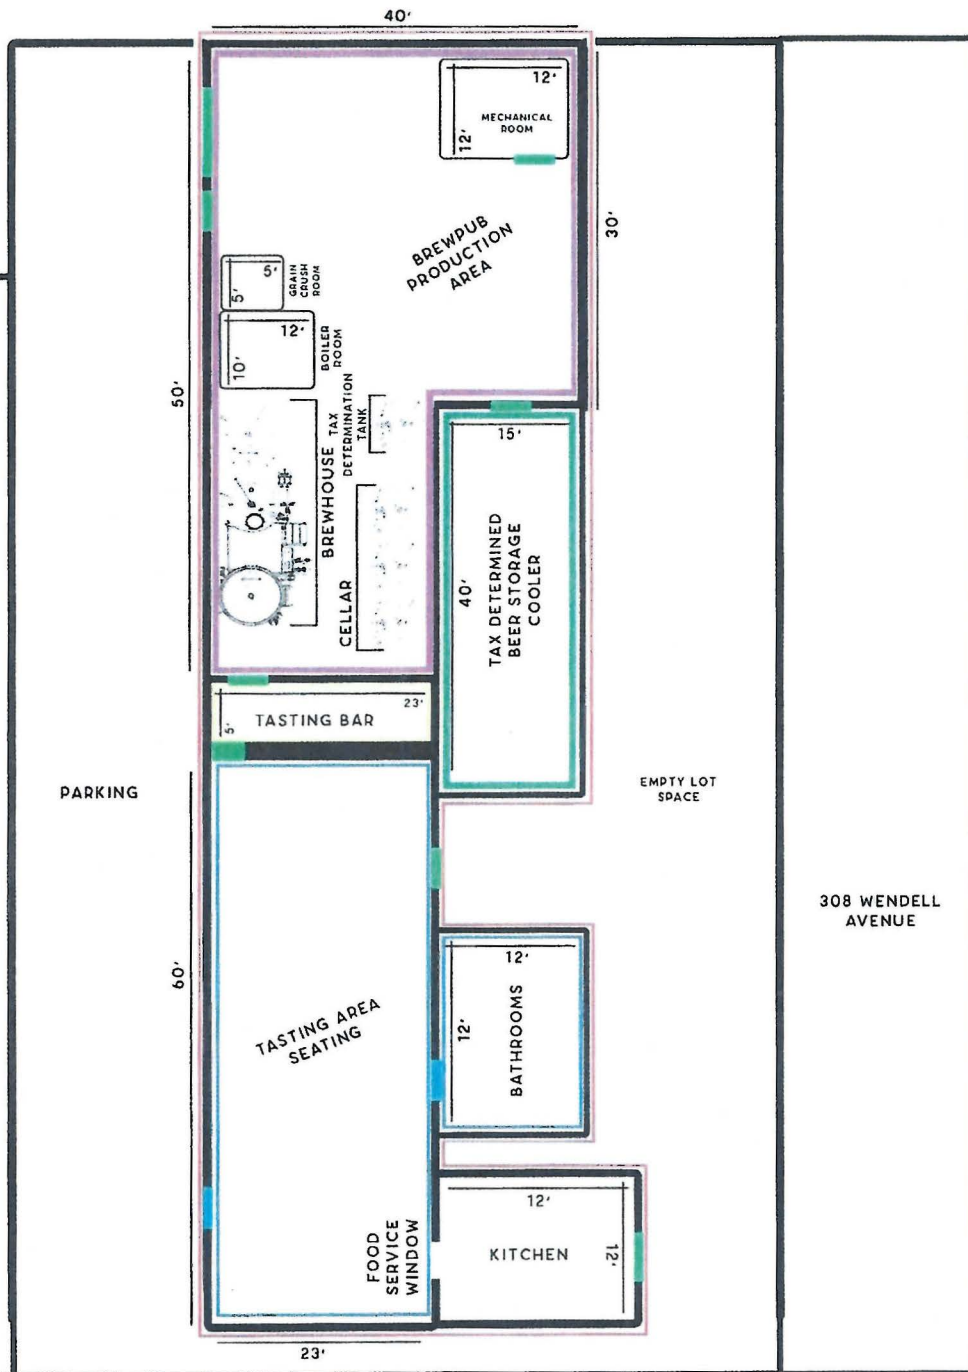 40'
12'
MECHANICAL
ROOM
12'
BREWPUB
PRODUCTION
AREA
30'
5'
5'
GRAIN
CRUSH
ROOM
12'
10'
BOILER
ROOM
50'
TAX
DETERMINATION
TANK
BREWHOUSE
CELLAR
15'
40'
TAX DETERMINED
BEER STORAGE
COOLER
23'
5'
TASTING BAR
PARKING
EMPTY LOT
SPACE
308 WENDELL
AVENUE
60'
TASTING AREA
SEATING
12'
12'
BATHROOMS
FOOD
SERVICE
WINDOW
12'
KITCHEN
12'
23'